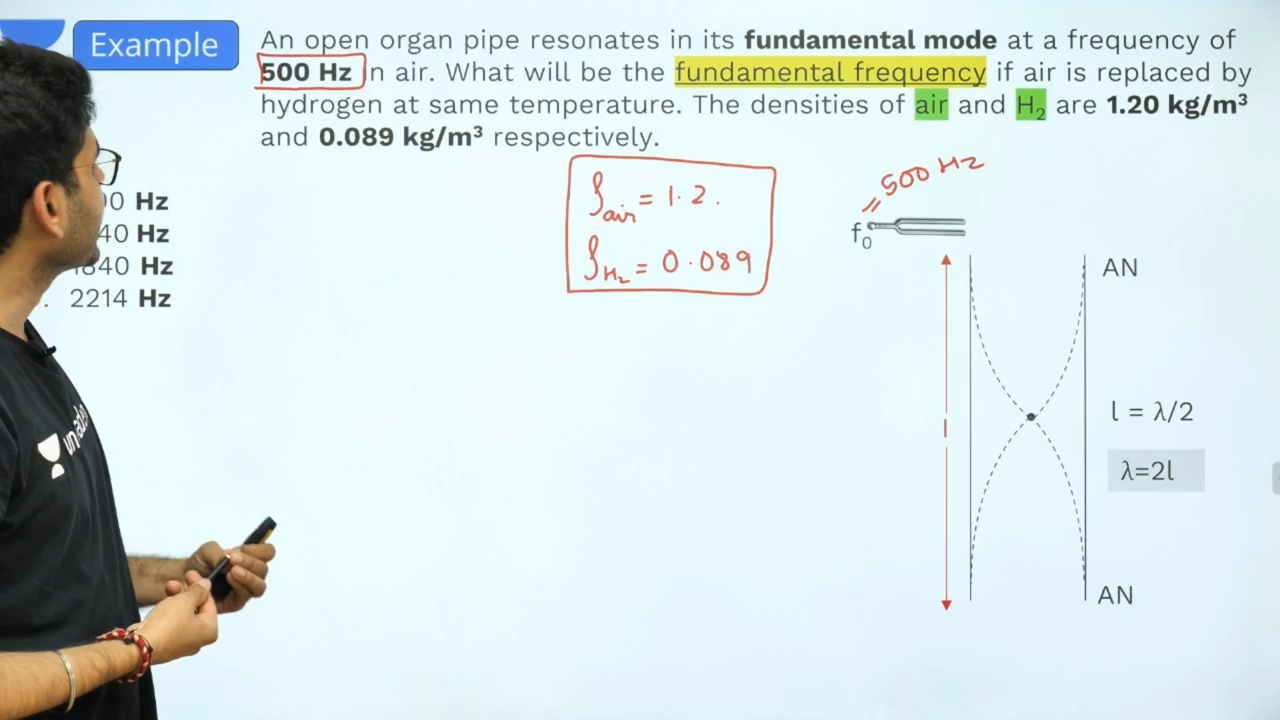 Example
An open organ pipe resonates in its fundamental mode at a frequency of
500 Hz in air. What will be the fundamental frequency if air is replaced by
hydrogen at same temperature. The densities of air and H₂ are 1.20 kg/m³
and 0.089 kg/m³ respectively.
Hz
Hz
Hz
2214 Hz
ρair = 1.2.
ρH₂ = 0.089
= 500 Hz
f₀
AN
l
l = λ/2
λ=2l
AN